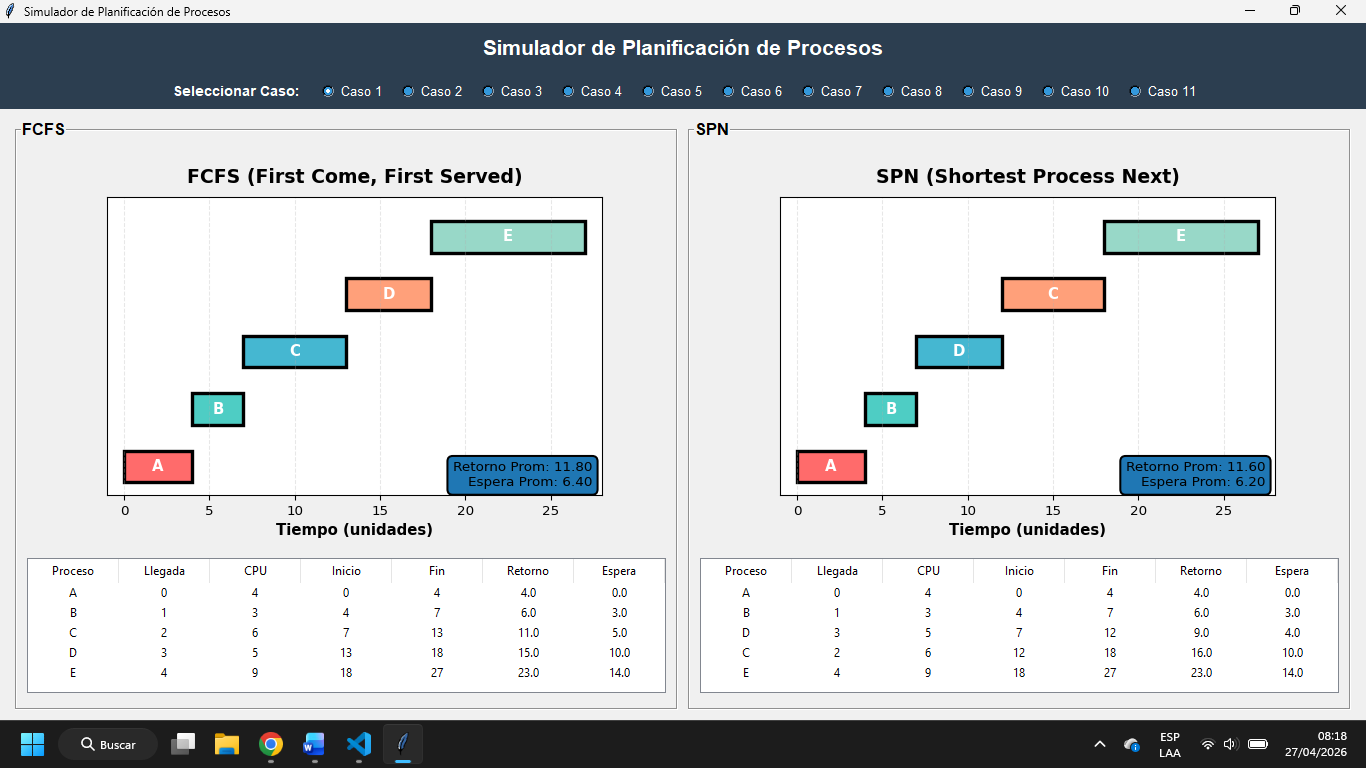 Simulador de Planificación de Procesos
Simulador de Planificación de Procesos
Seleccionar Caso: Caso 1 Caso 2 Caso 3 Caso 4 Caso 5 Caso 6 Caso 7 Caso 8 Caso 9 Caso 10 Caso 11
FCFS
FCFS (First Come, First Served)
E
D
C
B
A
Retorno Prom: 11.80
Espera Prom: 6.40
0 5 10 15 20 25
Tiempo (unidades)
Proceso Llegada CPU Inicio Fin Retorno Espera
A 0 4 0 4 4.0 0.0
B 1 3 4 7 6.0 3.0
C 2 6 7 13 11.0 5.0
D 3 5 13 18 15.0 10.0
E 4 9 18 27 23.0 14.0
SPN
SPN (Shortest Process Next)
E
C
D
B
A
Retorno Prom: 11.60
Espera Prom: 6.20
0 5 10 15 20 25
Tiempo (unidades)
Proceso Llegada CPU Inicio Fin Retorno Espera
A 0 4 0 4 4.0 0.0
B 1 3 4 7 6.0 3.0
D 3 5 7 12 9.0 4.0
C 2 6 12 18 16.0 10.0
E 4 9 18 27 23.0 14.0
Buscar
ESP
LAA
08:18
27/04/2026